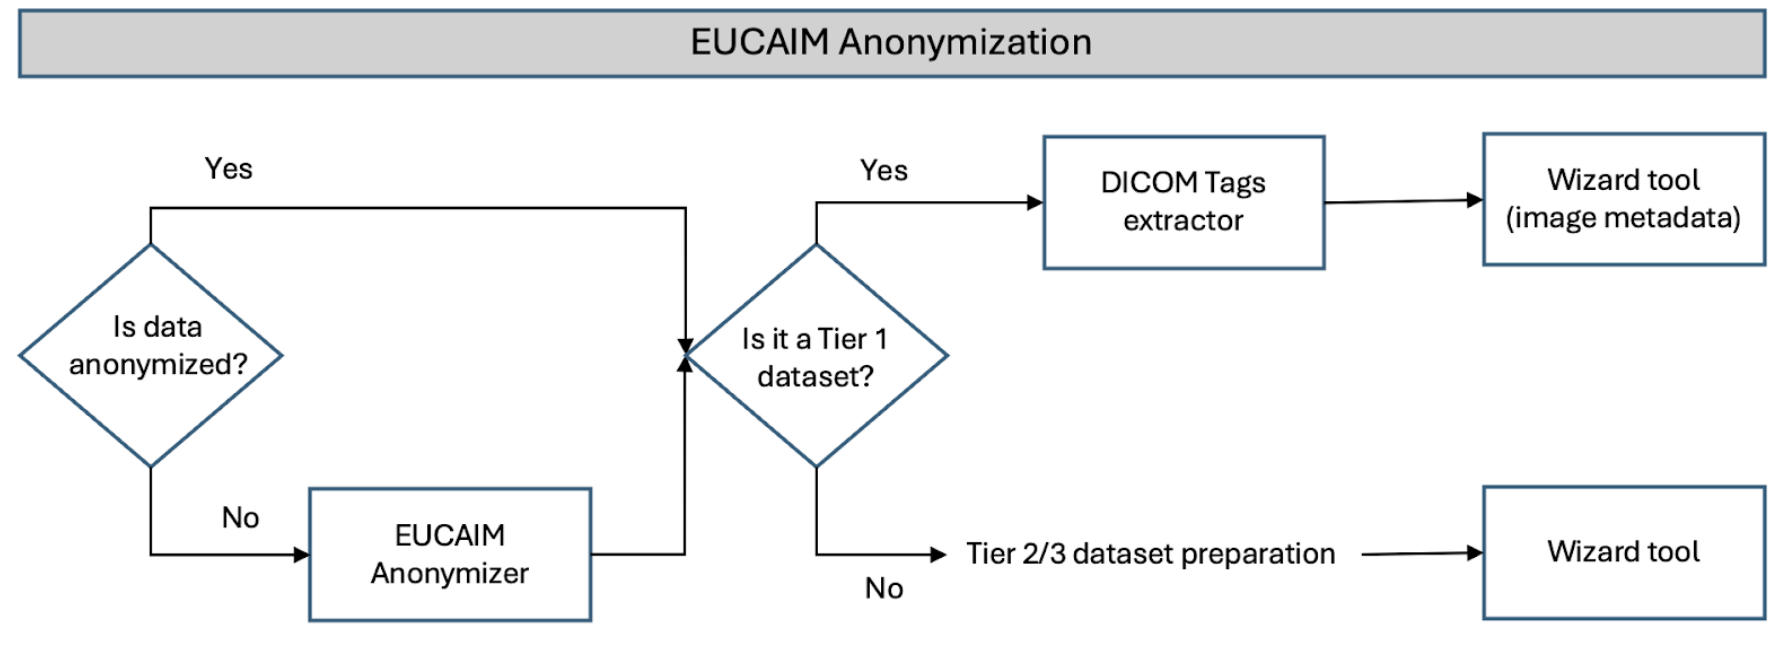 EUCAIM Anonymization
Yes
Is data
anonymized?
No
EUCAIM
Anonymizer
Is it a Tier 1
dataset?
Yes
DICOM Tags
extractor
Wizard tool
(image metadata)
No
Tier 2/3 dataset preparation
Wizard tool